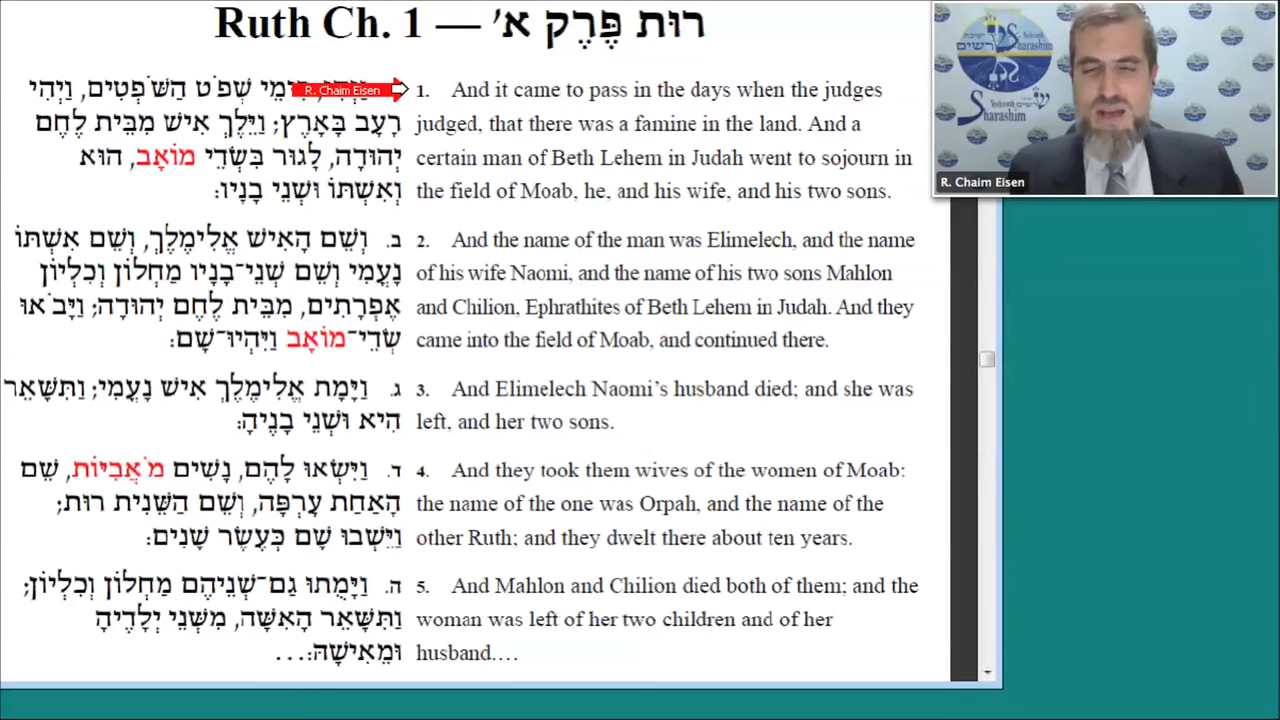 Ruth Ch. 1 — רוּת פֶּרֶק א׳
R. Chaim Eisen
שְׁפֹט הַשֹּׁפְטִים, וַיְהִי
רָעָב בָּאָרֶץ; וַיֵּלֶךְ אִישׁ מִבֵּית לֶחֶם
יְהוּדָה, לָגוּר בִּשְׂדֵי מוֹאָב, הוּא
וְאִשְׁתּוֹ וּשְׁנֵי בָנָיו׃
1. And it came to pass in the days when the judges
judged, that there was a famine in the land. And a
certain man of Beth Lehem in Judah went to sojourn in
the field of Moab, he, and his wife, and his two sons.
ב. וְשֵׁם הָאִישׁ אֱלִימֶלֶךְ, וְשֵׁם אִשְׁתּוֹ
נָעֳמִי וְשֵׁם שְׁנֵי־בָנָיו מַחְלוֹן וְכִלְיוֹן
אֶפְרָתִים, מִבֵּית לֶחֶם יְהוּדָה; וַיָּבֹאוּ
שְׂדֵי־מוֹאָב וַיִּהְיוּ־שָׁם׃
2. And the name of the man was Elimelech, and the name
of his wife Naomi, and the name of his two sons Mahlon
and Chilion, Ephrathites of Beth Lehem in Judah. And they
came into the field of Moab, and continued there.
ג. וַיָּמָת אֱלִימֶלֶךְ אִישׁ נָעֳמִי; וַתִּשָּׁאֵר
הִיא וּשְׁנֵי בָנֶיהָ׃
3. And Elimelech Naomi’s husband died; and she was
left, and her two sons.
ד. וַיִּשְׂאוּ לָהֶם, נָשִׁים מֹאֲבִיּוֹת, שֵׁם
הָאַחַת עָרְפָּה, וְשֵׁם הַשֵּׁנִית רוּת;
וַיֵּשְׁבוּ שָׁם כְּעֶשֶׂר שָׁנִים׃
4. And they took them wives of the women of Moab:
the name of the one was Orpah, and the name of the
other Ruth; and they dwelt there about ten years.
ה. וַיָּמֻתוּ גַם־שְׁנֵיהֶם מַחְלוֹן וְכִלְיוֹן;
וַתִּשָּׁאֵר הָאִשָּׁה, מִשְּׁנֵי יְלָדֶיהָ
וּמֵאִישָׁהּ׃...
5. And Mahlon and Chilion died both of them; and the
woman was left of her two children and of her
husband....
ישיבת
שרשים
Yeshivath
Sharashim
R. Chaim Eisen